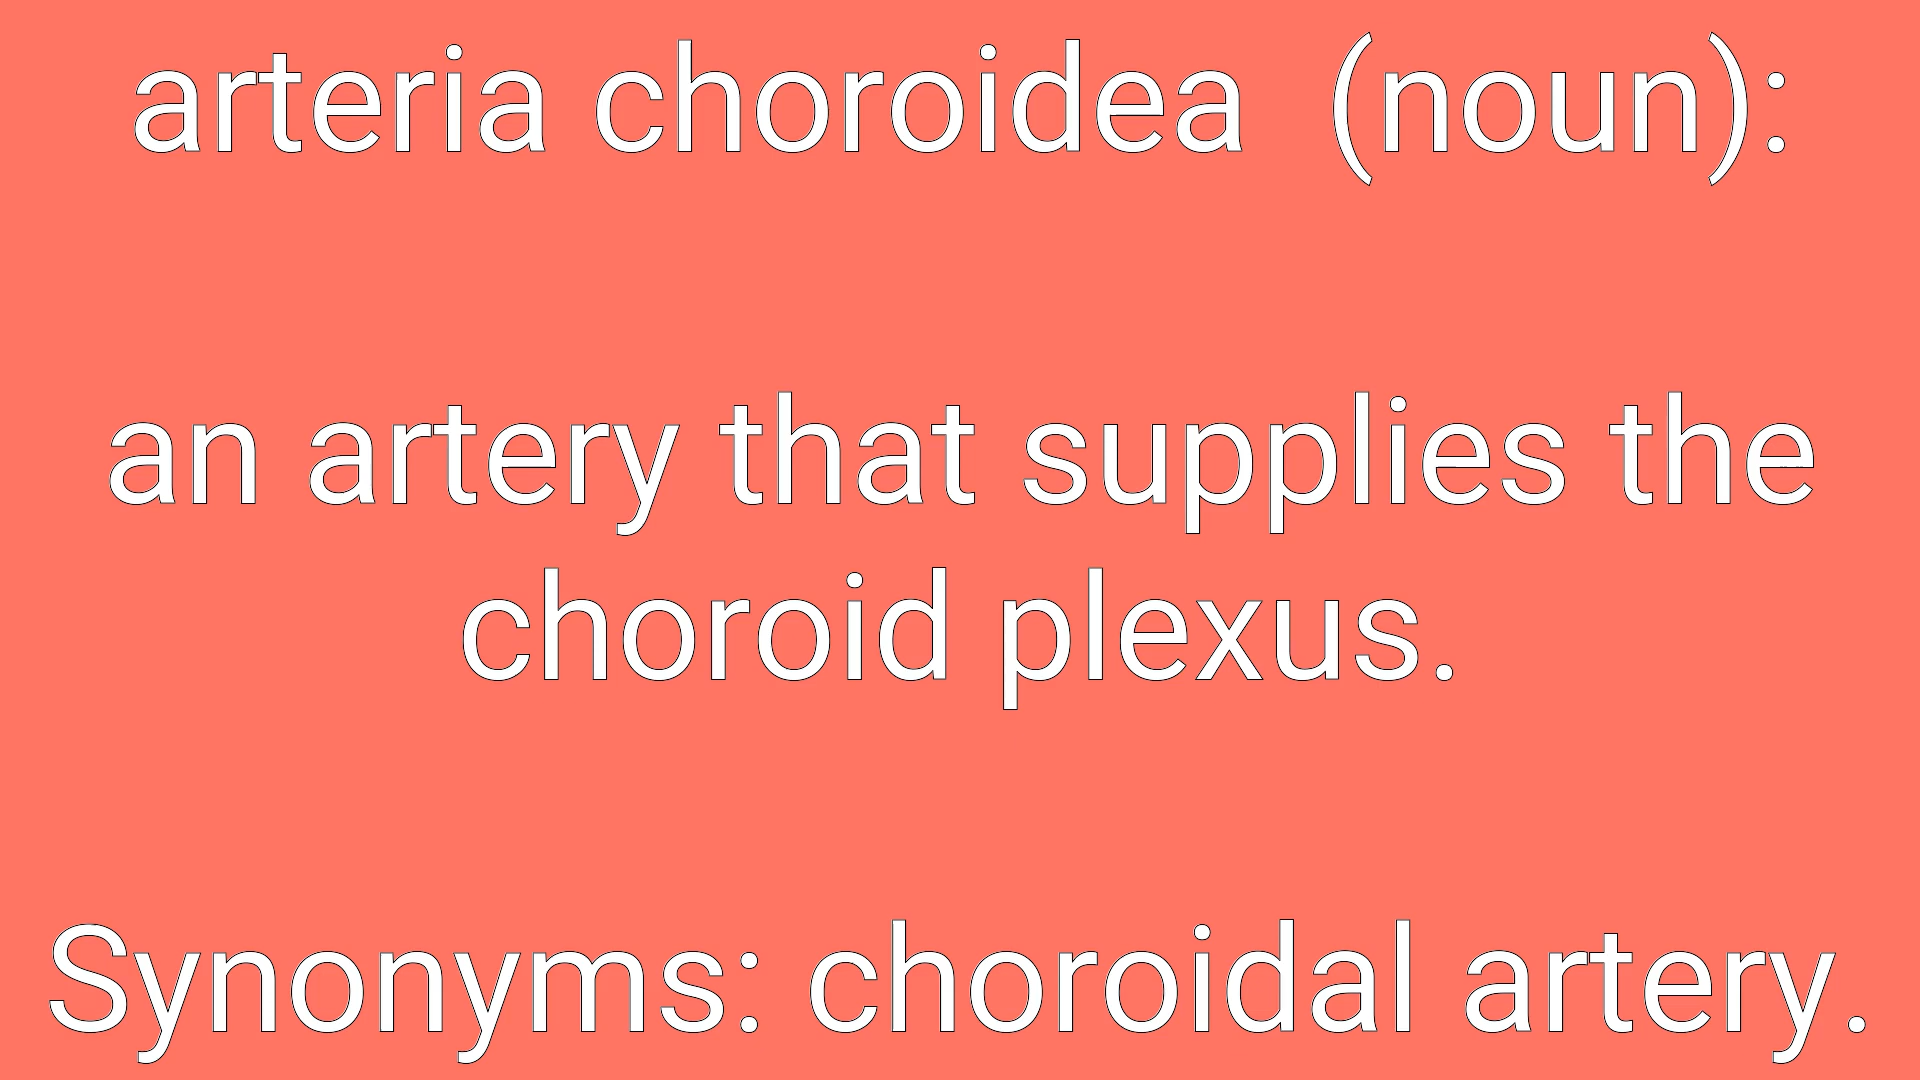 arteria choroidea  (noun):
an artery that supplies the
choroid plexus.
Synonyms: choroidal artery.